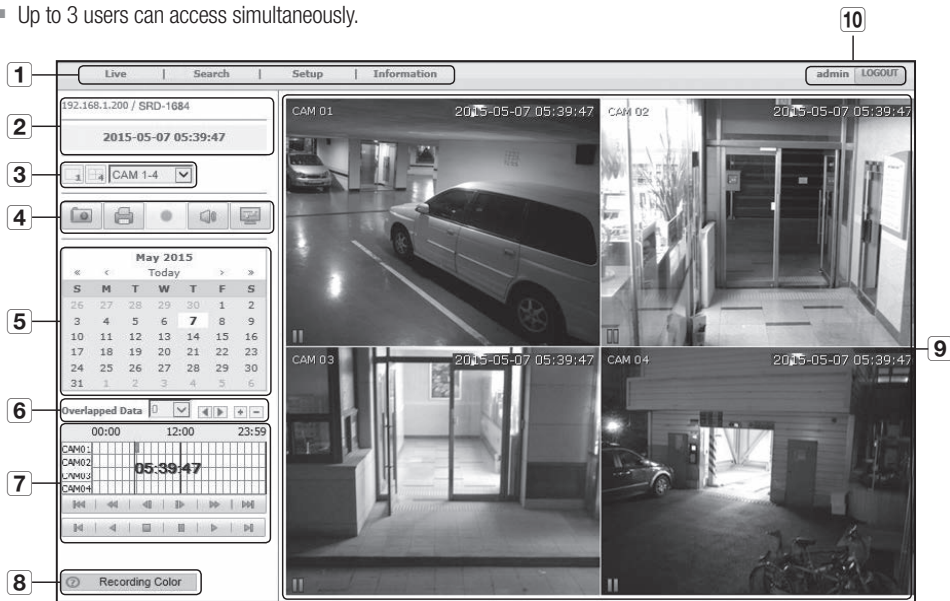 Up to 3 users can access simultaneously.
10
1
Live | Search | Setup | Information
admin LOGOUT
2
192.168.1.200 / SRD-1684
2015-05-07 05:39:47
3
1 4 CAM 1-4
4
5
May 2015
« ‹ Today › »
S M T W T F S
26 27 28 29 30 1 2
3 4 5 6 7 8 9
10 11 12 13 14 15 16
17 18 19 20 21 22 23
24 25 26 27 28 29 30
31 1 2 3 4 5 6
6
Overlapped Data 0
7
00:00 12:00 23:59
CAM01
CAM02
CAM03
CAM04
05:39:47
8
Recording Color
CAM 01 2015-05-07 05:39:47
CAM 02 2015-05-07 05:39:47
9
CAM 03 2015-05-07 05:39:47
CAM 04 2015-05-07 05:39:47